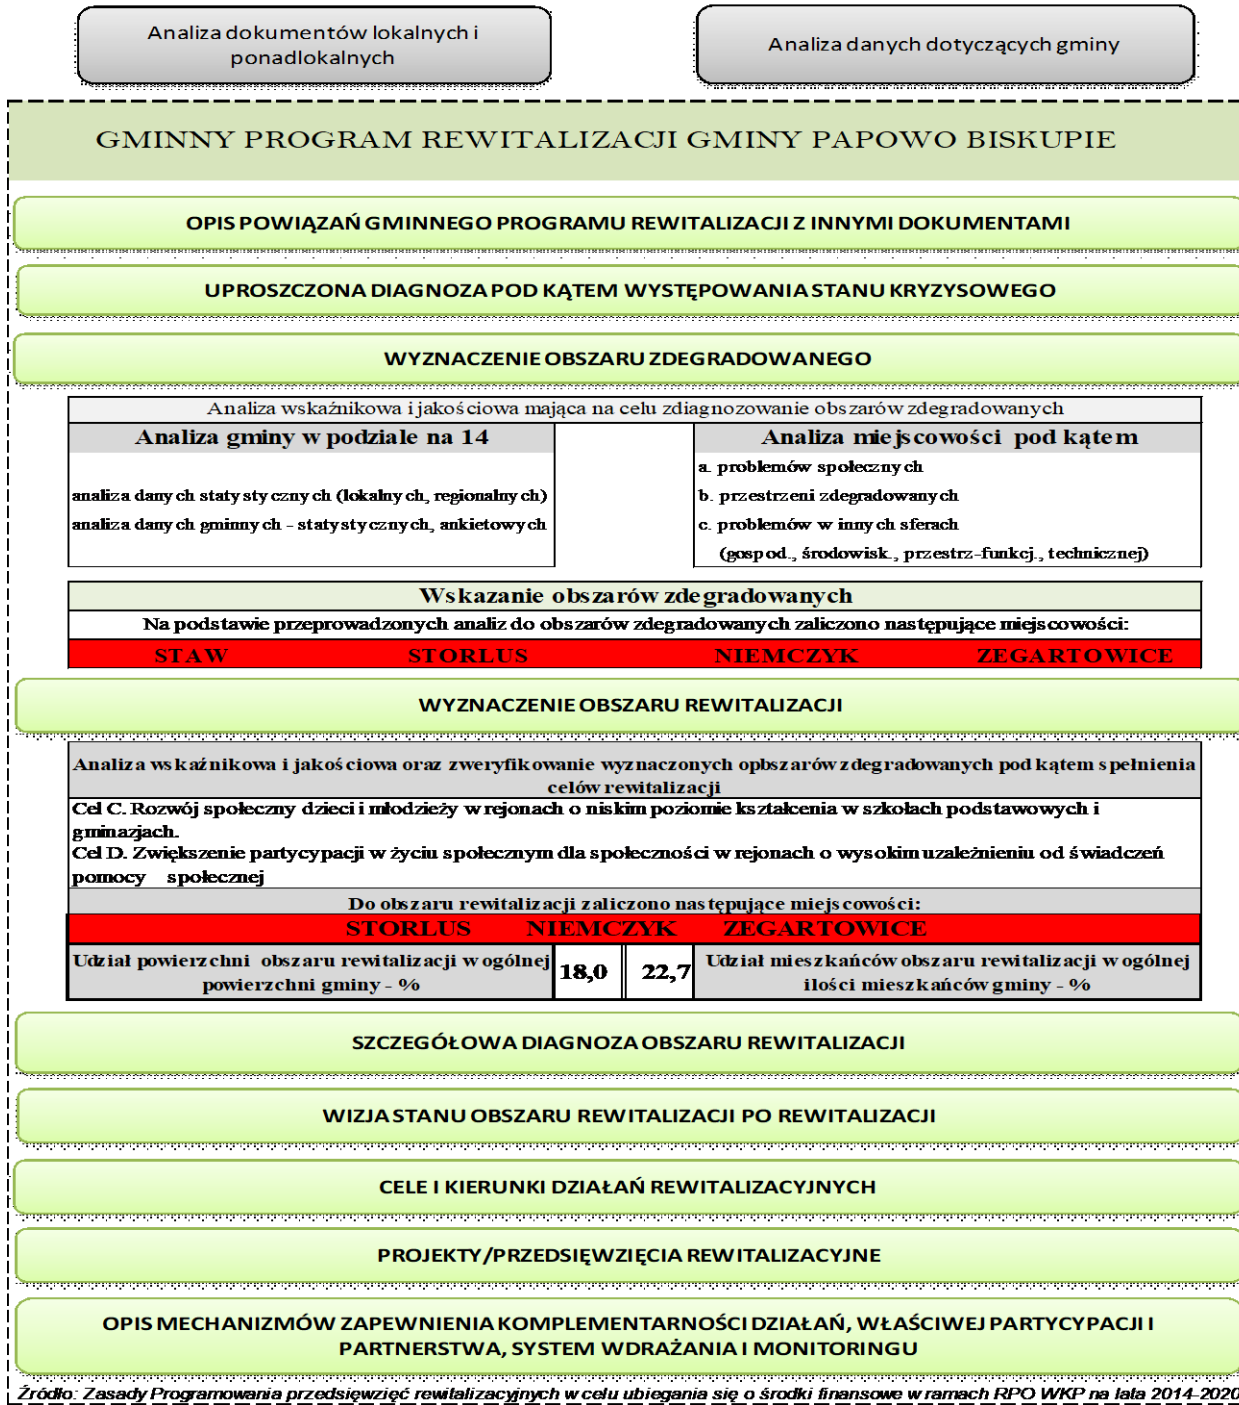 Analiza dokumentów lokalnych i
ponadlokalnych
Analiza danych dotyczących gminy
GMINNY PROGRAM REWITALIZACJI GMINY PAPOWO BISKUPIE
OPIS POWIĄZAŃ GMINNEGO PROGRAMU REWITALIZACJI Z INNYMI DOKUMENTAMI
UPROSZCZONA DIAGNOZA POD KĄTEM WYSTĘPOWANIA STANU KRYZYSOWEGO
WYZNACZENIE OBSZARU ZDEGRADOWANEGO
Analiza wskaźnikowa i jakościowa mająca na celu zdiagnozowanie obszarów zdegradowanych
Analiza gminy w podziale na 14
analiza danych statystycznych (lokalnych, regionalnych)
analiza danych gminnych - statystycznych, ankietowych
Analiza miejscowości pod kątem
a. problemów społecznych
b. przestrzeni zdegradowanych
c. problemów w innych sferach
(gospod., środowisk., przestrz-funkcj., technicznej)
Wskazanie obszarów zdegradowanych
Na podstawie przeprowadzonych analiz do obszarów zdegradowanych zaliczono następujące miejscowości:
STAW STORLUS NIEMCZYK ZEGARTOWICE
WYZNACZENIE OBSZARU REWITALIZACJI
Analiza wskaźnikowa i jakościowa oraz zweryfikowanie wyznaczonych opbszarów zdegradowanych pod kątem spełnienia
celów rewitalizacji
Cel C. Rozwój społeczny dzieci i młodzieży w rejonach o niskim poziomie kształcenia w szkołach podstawowych i
gminazjach.
Cel D. Zwiększenie partycypacji w życiu społecznym dla społeczności w rejonach o wysokim uzależnieniu od świadczeń
pomocy społecznej
Do obszaru rewitalizacji zaliczono następujące miejscowości:
STORLUS NIEMCZYK ZEGARTOWICE
Udział powierzchni obszaru rewitalizacji w ogólnej
powierzchni gminy - %
18,0
22,7
Udział mieszkańców obszaru rewitalizacji w ogólnej
ilości mieszkańców gminy - %
SZCZEGÓŁOWA DIAGNOZA OBSZARU REWITALIZACJI
WIZJA STANU OBSZARU REWITALIZACJI PO REWITALIZACJI
CELE I KIERUNKI DZIAŁAŃ REWITALIZACYJNYCH
PROJEKTY/PRZEDSIĘWZIĘCIA REWITALIZACYJNE
OPIS MECHANIZMÓW ZAPEWNIENIA KOMPLEMENTARNOŚCI DZIAŁAŃ, WŁAŚCIWEJ PARTYCYPACJI I
PARTNERSTWA, SYSTEM WDRAŻANIA I MONITORINGU
Źródło: Zasady Programowania przedsięwzięć rewitalizacyjnych w celu ubiegania się o środki finansowe w ramach RPO WKP na lata 2014-2020